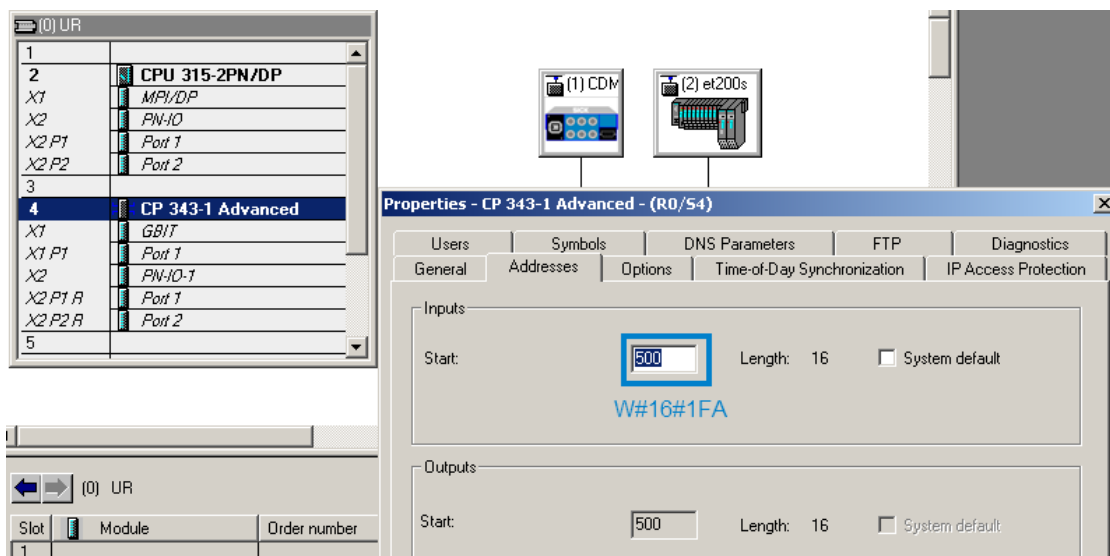 (0) UR
1
2 CPU 315-2PN/DP
X1 MPI/DP
X2 PN-IO
X2 P1 Port 1
X2 P2 Port 2
3
4 CP 343-1 Advanced
X1 GBIT
X1 P1 Port 1
X2 PN-IO-1
X2 P1 R Port 1
X2 P2 R Port 2
5
(1) CDM
SICK
(2) et200s
Properties - CP 343-1 Advanced - (R0/S4)
Users Symbols DNS Parameters FTP Diagnostics
General Addresses Options Time-of-Day Synchronization IP Access Protection
Inputs
Start: 500 Length: 16 System default
W#16#1FA
Outputs
Start: 500 Length: 16 System default
(0) UR
Slot Module Order number
1